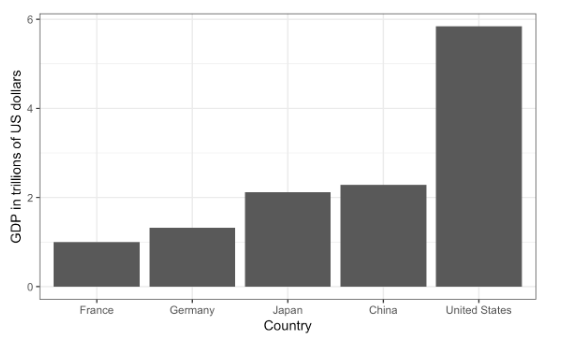 6
4
2
0
GDP in trillions of US dollars
France Germany Japan China United States
Country